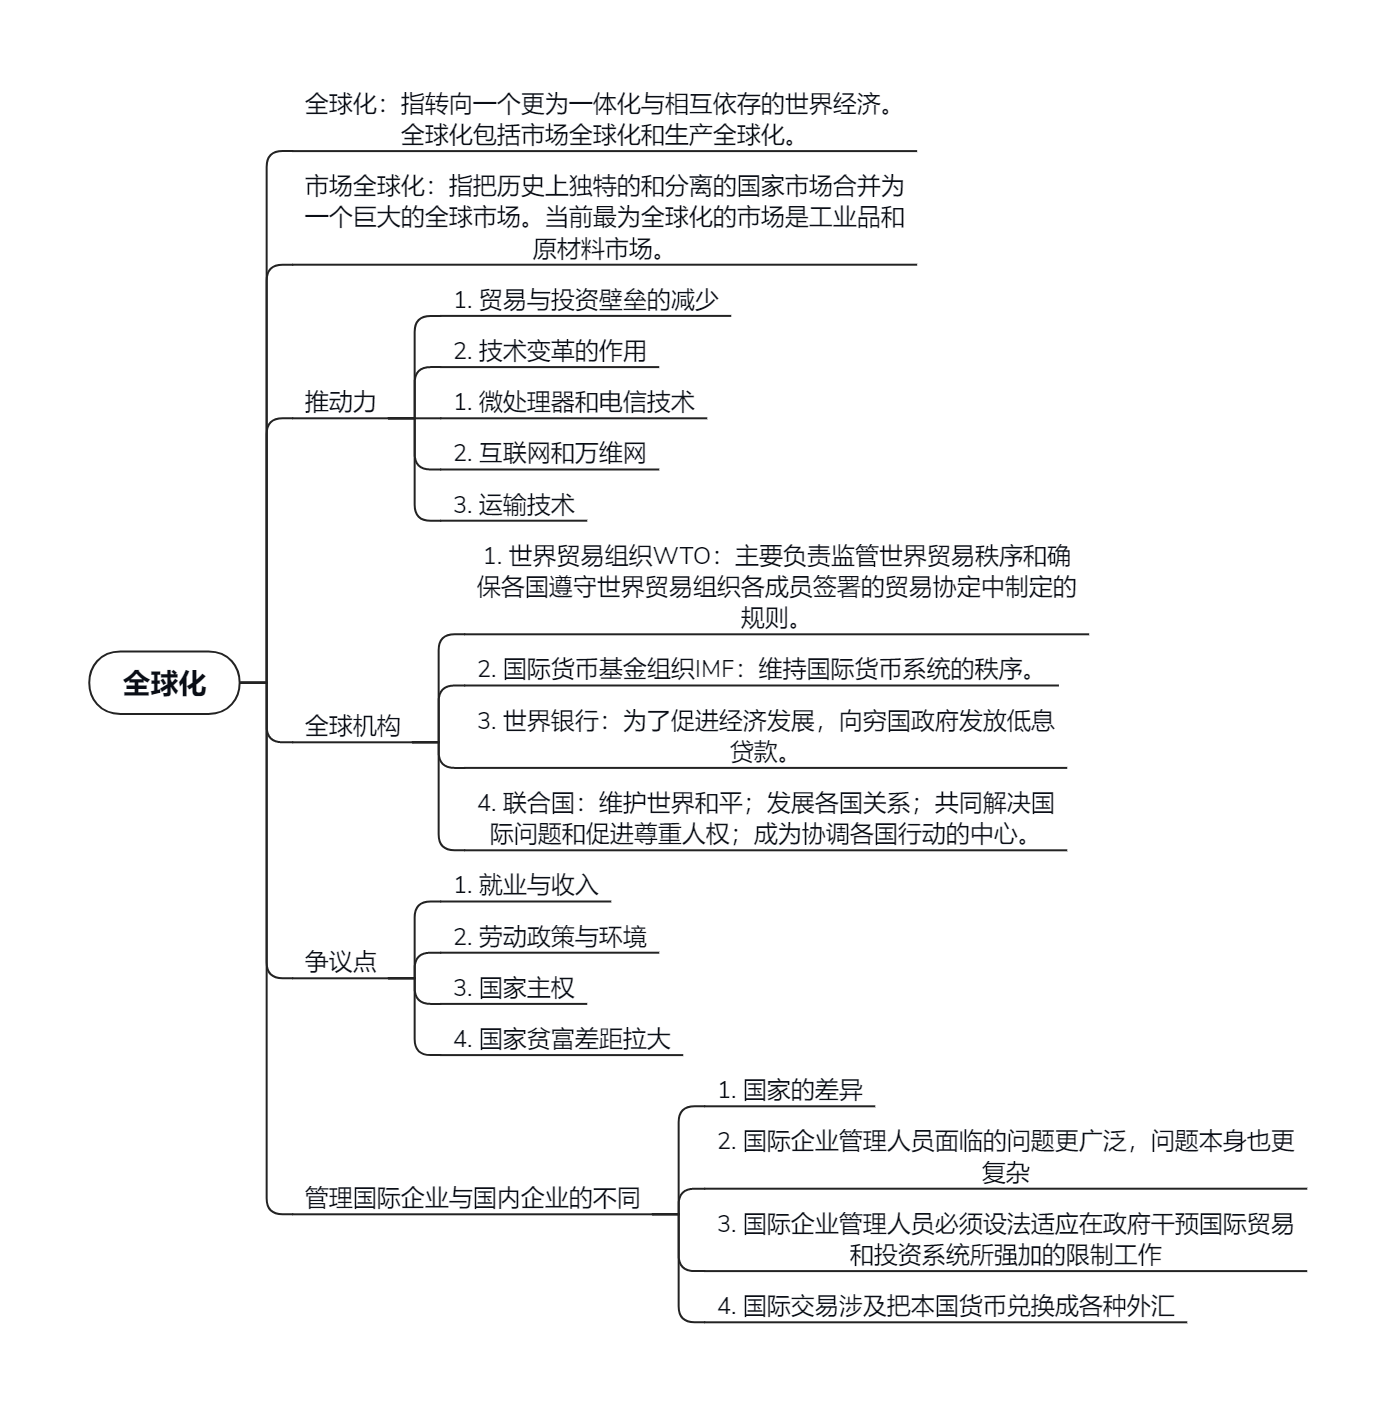 全球化：指转向一个更为一体化与相互依存的世界经济。
全球化包括市场全球化和生产全球化。
市场全球化：指把历史上独特的和分离的国家市场合并为
一个巨大的全球市场。当前最为全球化的市场是工业品和
原材料市场。
推动力
1. 贸易与投资壁垒的减少
2. 技术变革的作用
1. 微处理器和电信技术
2. 互联网和万维网
3. 运输技术
全球化
全球机构
1. 世界贸易组织WTO：主要负责监管世界贸易秩序和确
保各国遵守世界贸易组织各成员签署的贸易协定中制定的
规则。
2. 国际货币基金组织IMF：维持国际货币系统的秩序。
3. 世界银行：为了促进经济发展，向穷国政府发放低息
贷款。
4. 联合国：维护世界和平；发展各国关系；共同解决国
际问题和促进尊重人权；成为协调各国行动的中心。
争议点
1. 就业与收入
2. 劳动政策与环境
3. 国家主权
4. 国家贫富差距拉大
管理国际企业与国内企业的不同
1. 国家的差异
2. 国际企业管理人员面临的问题更广泛，问题本身也更
复杂
3. 国际企业管理人员必须设法适应在政府干预国际贸易
和投资系统所强加的限制工作
4. 国际交易涉及把本国货币兑换成各种外汇